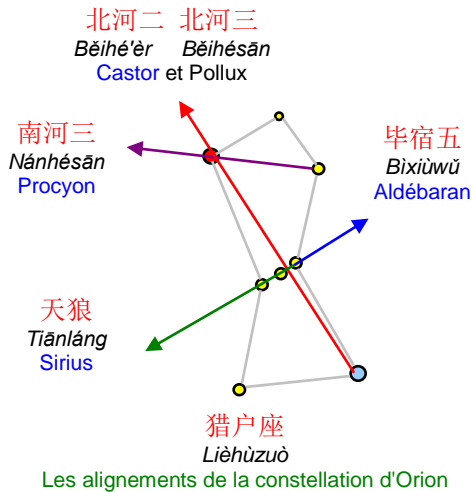 北河二 北河三
Běihé'èr Běihésān
Castor et Pollux
南河三
Nánhésān
Procyon
毕宿五
Bìxiùwǔ
Aldébaran
天狼
Tiānláng
Sirius
猎户座
Lièhùzuò
Les alignements de la constellation d'Orion